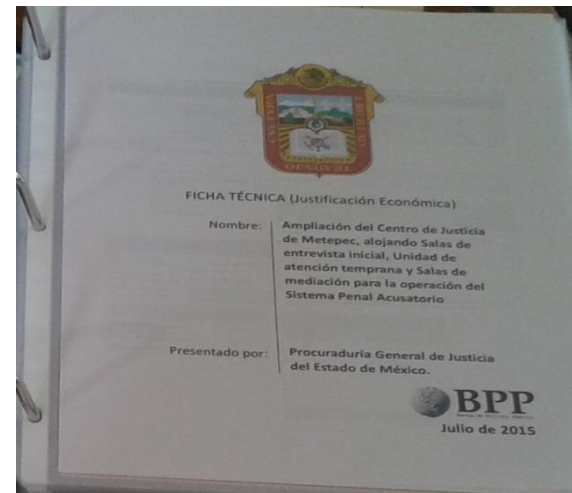 FICHA TÉCNICA (Justificación Económica)
Nombre:
Ampliación del Centro de Justicia
de Metepec, alojando Salas de
entrevista inicial, Unidad de
atención temprana y Salas de
mediación para la operación del
Sistema Penal Acusatorio
Presentado por:
Procuraduría General de Justicia
del Estado de México.
BPP
Julio de 2015